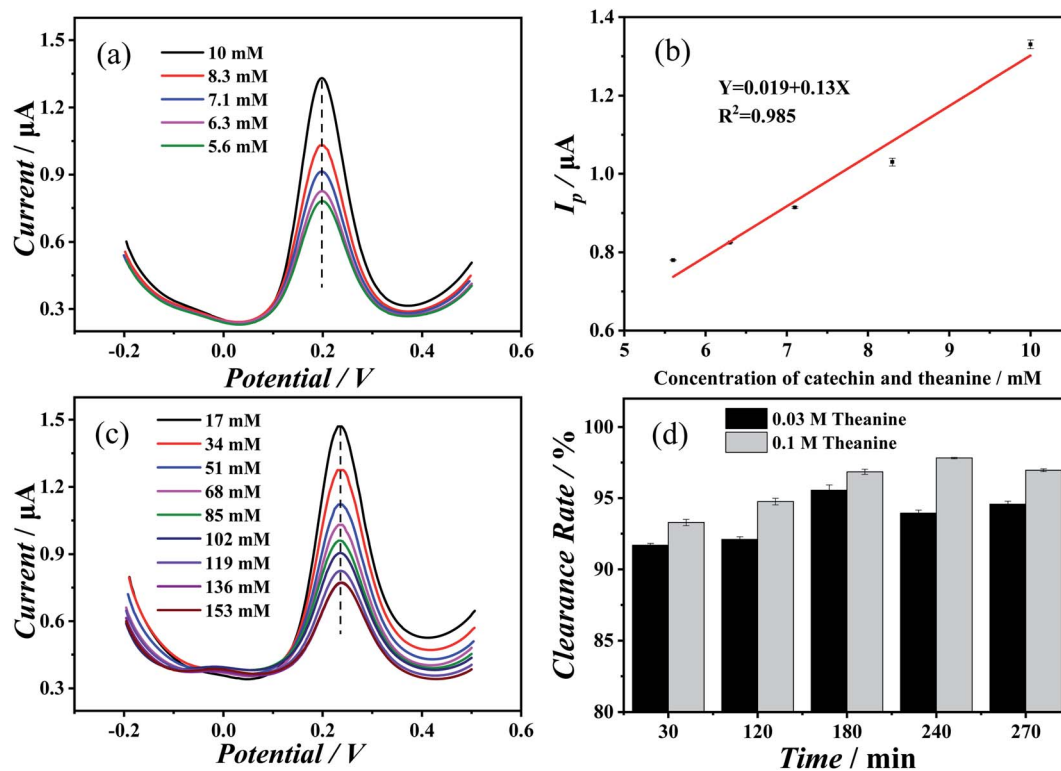 (a)
10 mM
8.3 mM
7.1 mM
6.3 mM
5.6 mM
Current / μA
1.5
1.2
0.9
0.6
0.3
-0.2
0.0
0.2
0.4
0.6
Potential / V
(b)
Y=0.019+0.13X
R²=0.985
I_p / μA
1.4
1.2
1.0
0.8
0.6
5
6
7
8
9
10
Concentration of catechin and theanine / mM
(c)
17 mM
34 mM
51 mM
68 mM
85 mM
102 mM
119 mM
136 mM
153 mM
Current / μA
1.5
1.2
0.9
0.6
0.3
-0.2
0.0
0.2
0.4
0.6
Potential / V
(d)
0.03 M Theanine
0.1 M Theanine
Clearance Rate / %
100
95
90
85
80
30
120
180
240
270
Time / min